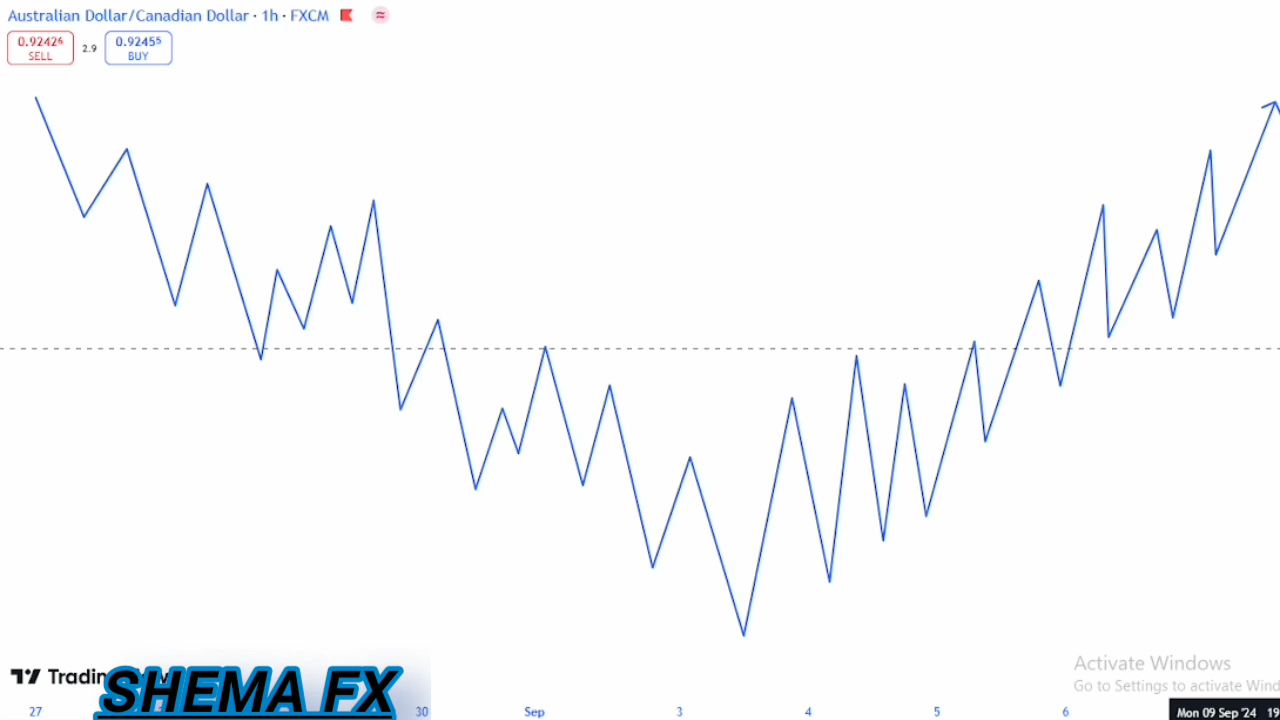 Australian Dollar/Canadian Dollar · 1h · FXCM
0.92426 2.9 0.92455
SELL BUY
Activate Windows
Go to Settings to activate Wind
SHEMA FX
27 30 Sep 3 4 5 6 Mon 09 Sep '24 19